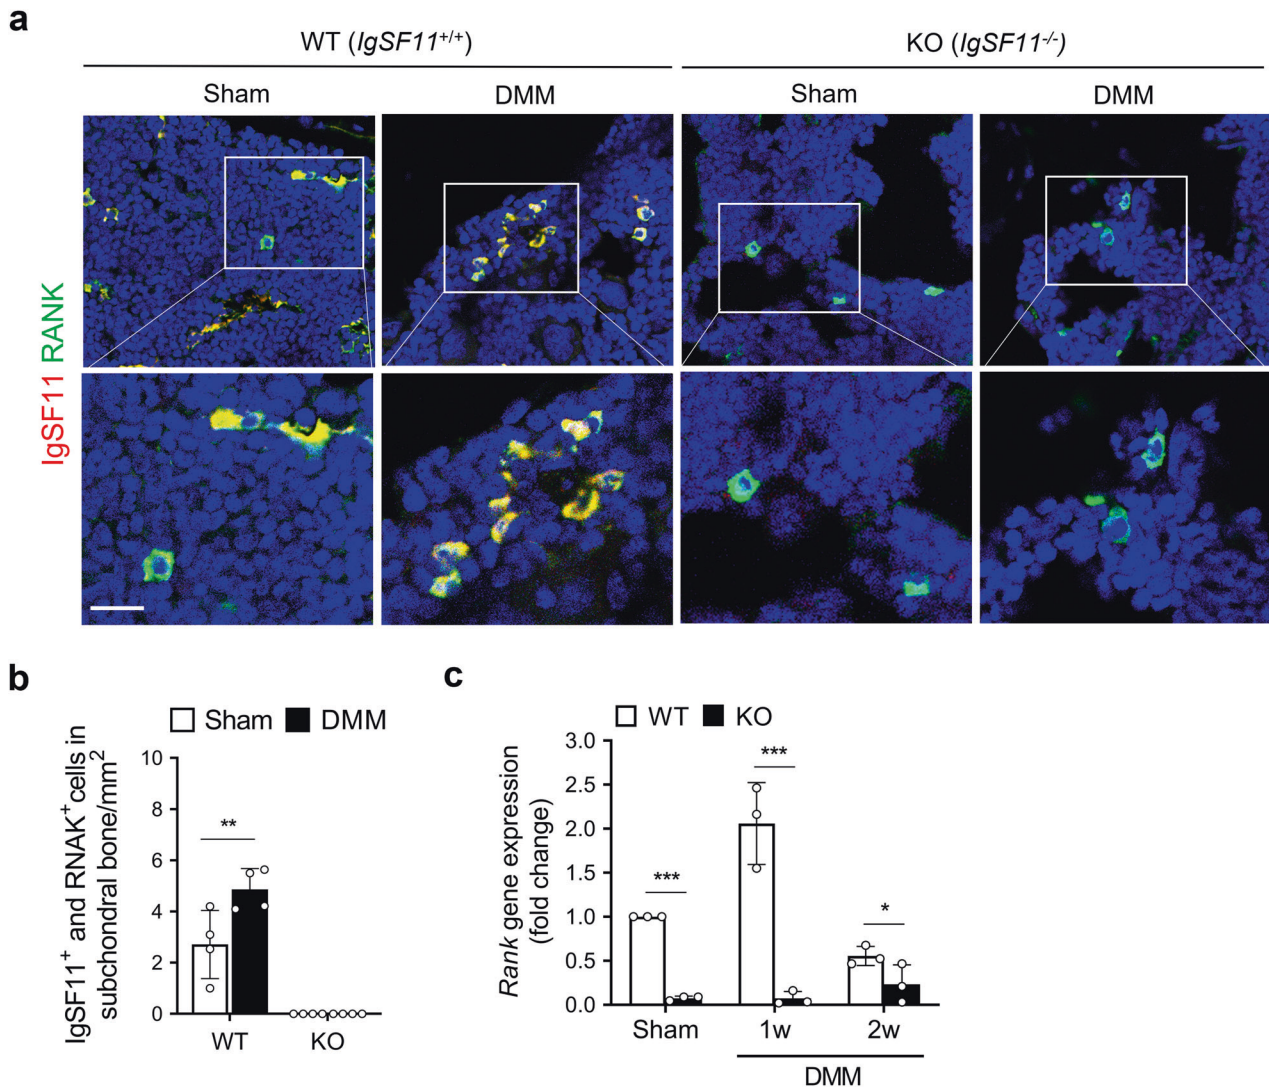 a
WT (IgSF11+/+)
KO (IgSF11-/-)
Sham
DMM
Sham
DMM
IgSF11 RANK
b
Sham
DMM
IgSF11+ and RNAK+cells in
subchondral bone/mm2
10
8
6
4
2
0
**
WT
KO
c
WT
KO
Rank gene expression
(fold change)
3.0
2.5
2.0
1.5
1.0
0.5
0.0
***
***
*
Sham
1w
2w
DMM